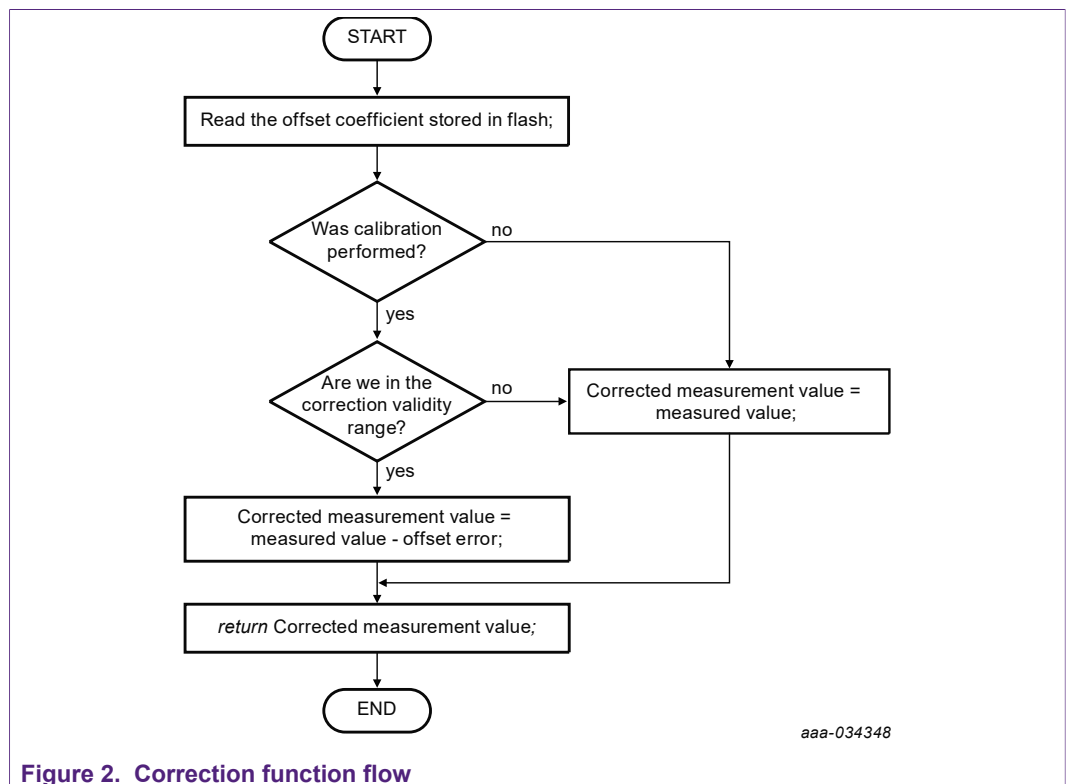 START
Read the offset coefficient stored in flash;
Was calibration
performed?
no
yes
Are we in the
correction validity
range?
no
Corrected measurement value =
measured value;
yes
Corrected measurement value =
measured value - offset error;
return Corrected measurement value;
END
aaa-034348
Figure 2. Correction function flow